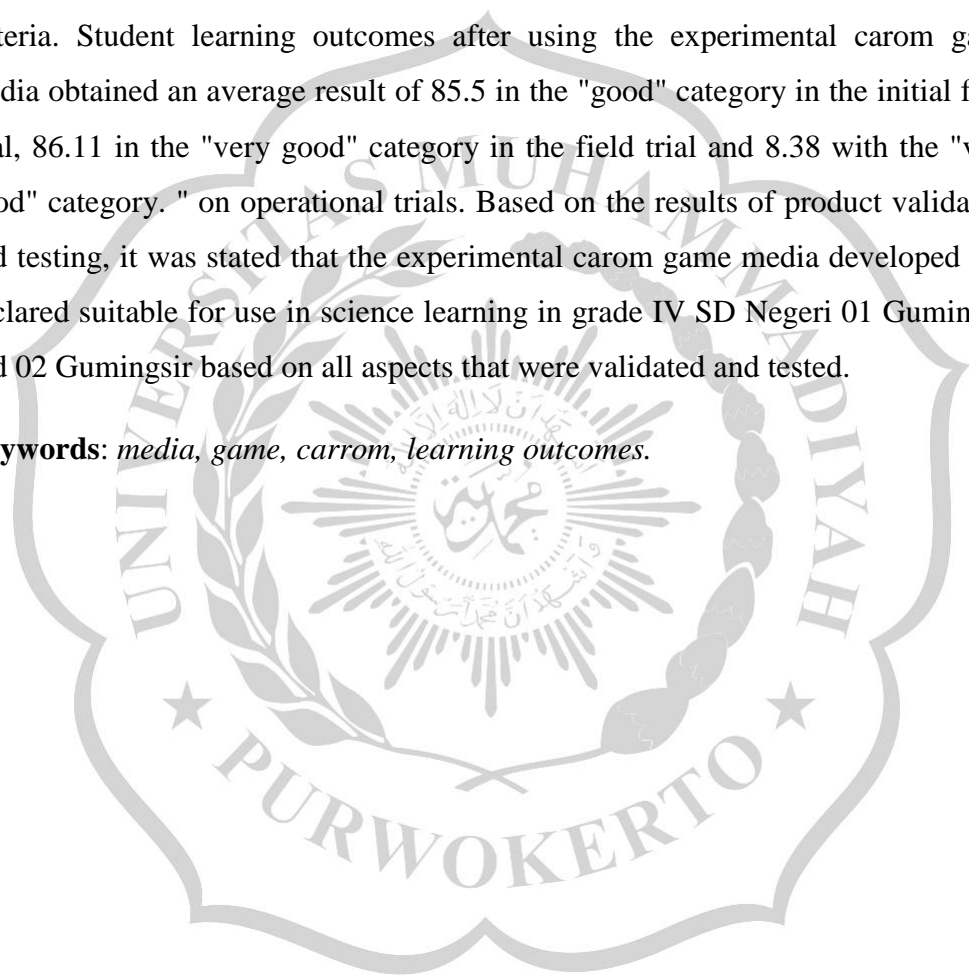 teria. Student learning outcomes after using the experimental carom ga
dia obtained an average result of 85.5 in the "good" category in the initial f
al, 86.11 in the "very good" category in the field trial and 8.38 with the "v
od" category. " on operational trials. Based on the results of product valida
d testing, it was stated that the experimental carom game media developed
clared suitable for use in science learning in grade IV SD Negeri 01 Guming
d 02 Gumingsir based on all aspects that were validated and tested.
ywords: media, game, carrom, learning outcomes.
UNIVERSITAS MUHAMMADIYAH
PURWOKERTO